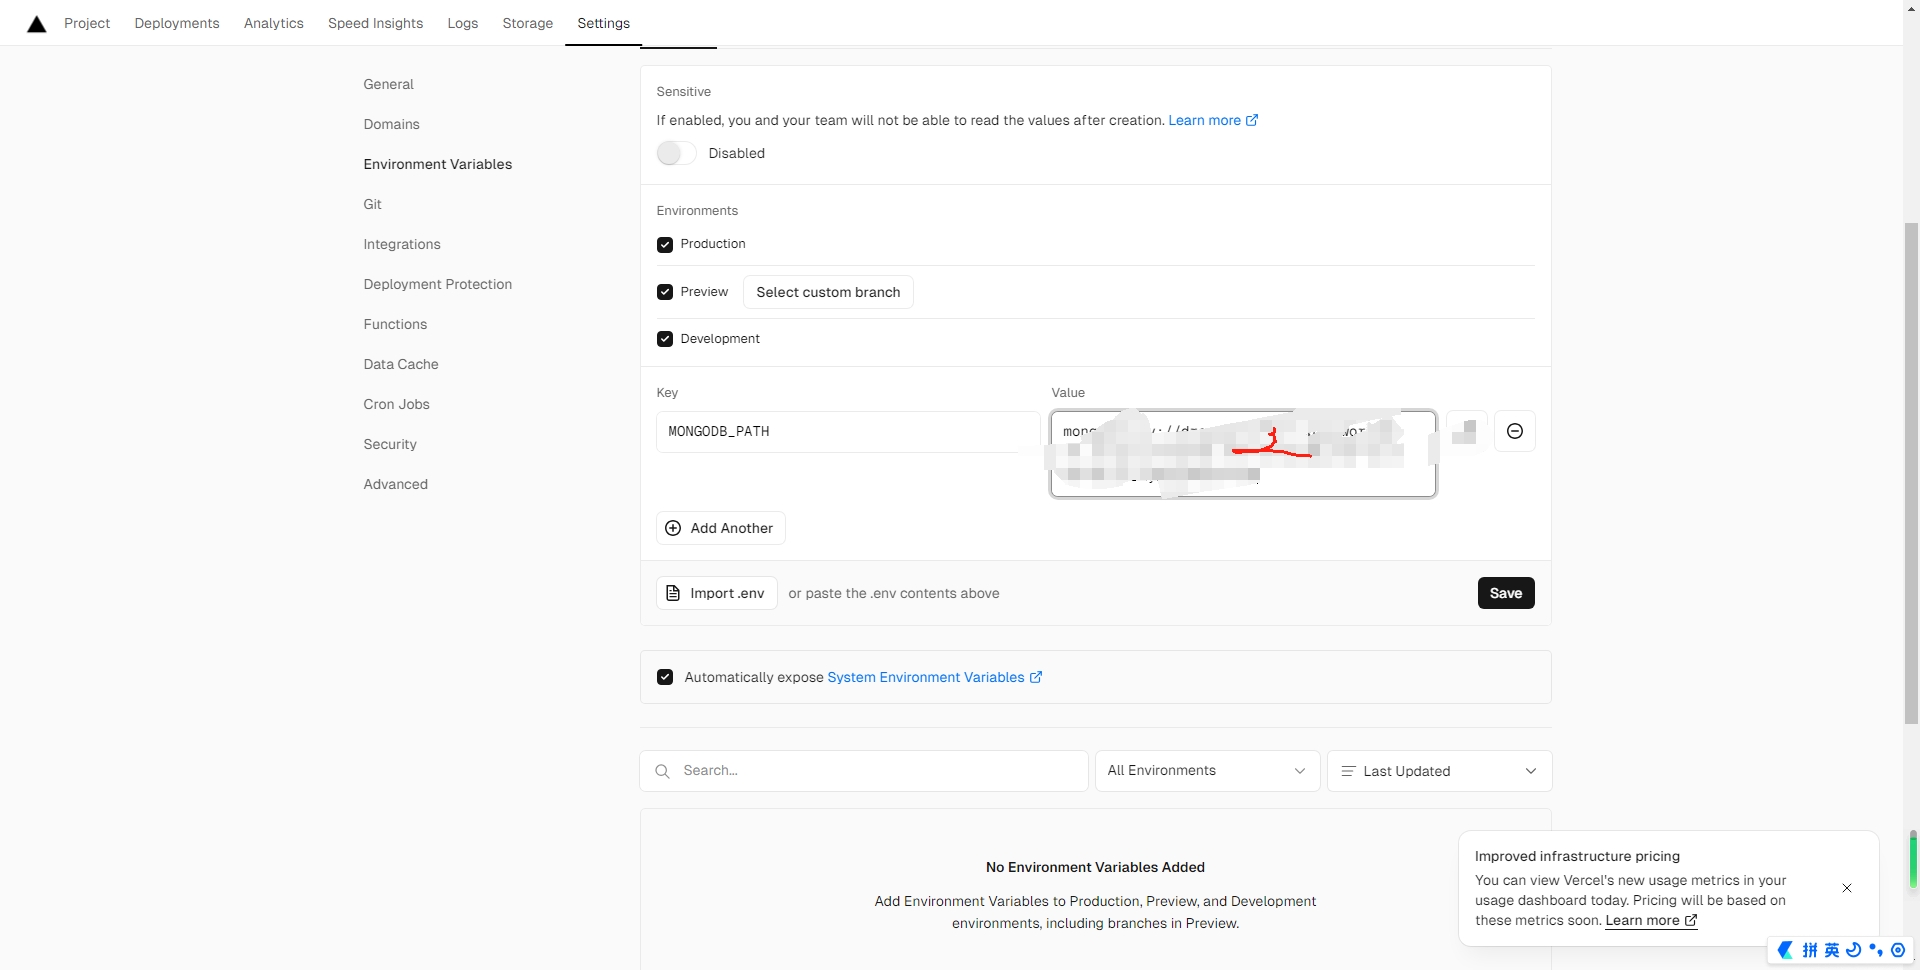 Project Deployments Analytics Speed Insights Logs Storage Settings
General
Domains
Environment Variables
Git
Integrations
Deployment Protection
Functions
Data Cache
Cron Jobs
Security
Advanced
Sensitive
If enabled, you and your team will not be able to read the values after creation. Learn more
Disabled
Environments
Production
Preview Select custom branch
Development
Key Value
MONGODB_PATH
Add Another
Import .env or paste the .env contents above Save
Automatically expose System Environment Variables
Search... All Environments Last Updated
No Environment Variables Added
Add Environment Variables to Production, Preview, and Development
environments, including branches in Preview.
Improved infrastructure pricing
You can view Vercel's new usage metrics in your
usage dashboard today. Pricing will be based on
these metrics soon. Learn more
拼 英